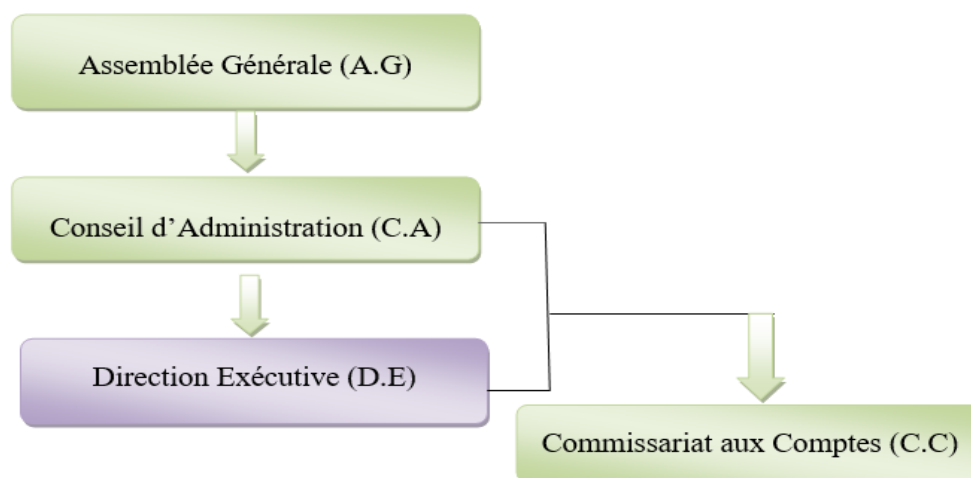 Assemblée Générale (A.G)
Conseil d’Administration (C.A)
Direction Exécutive (D.E)
Commissariat aux Comptes (C.C)